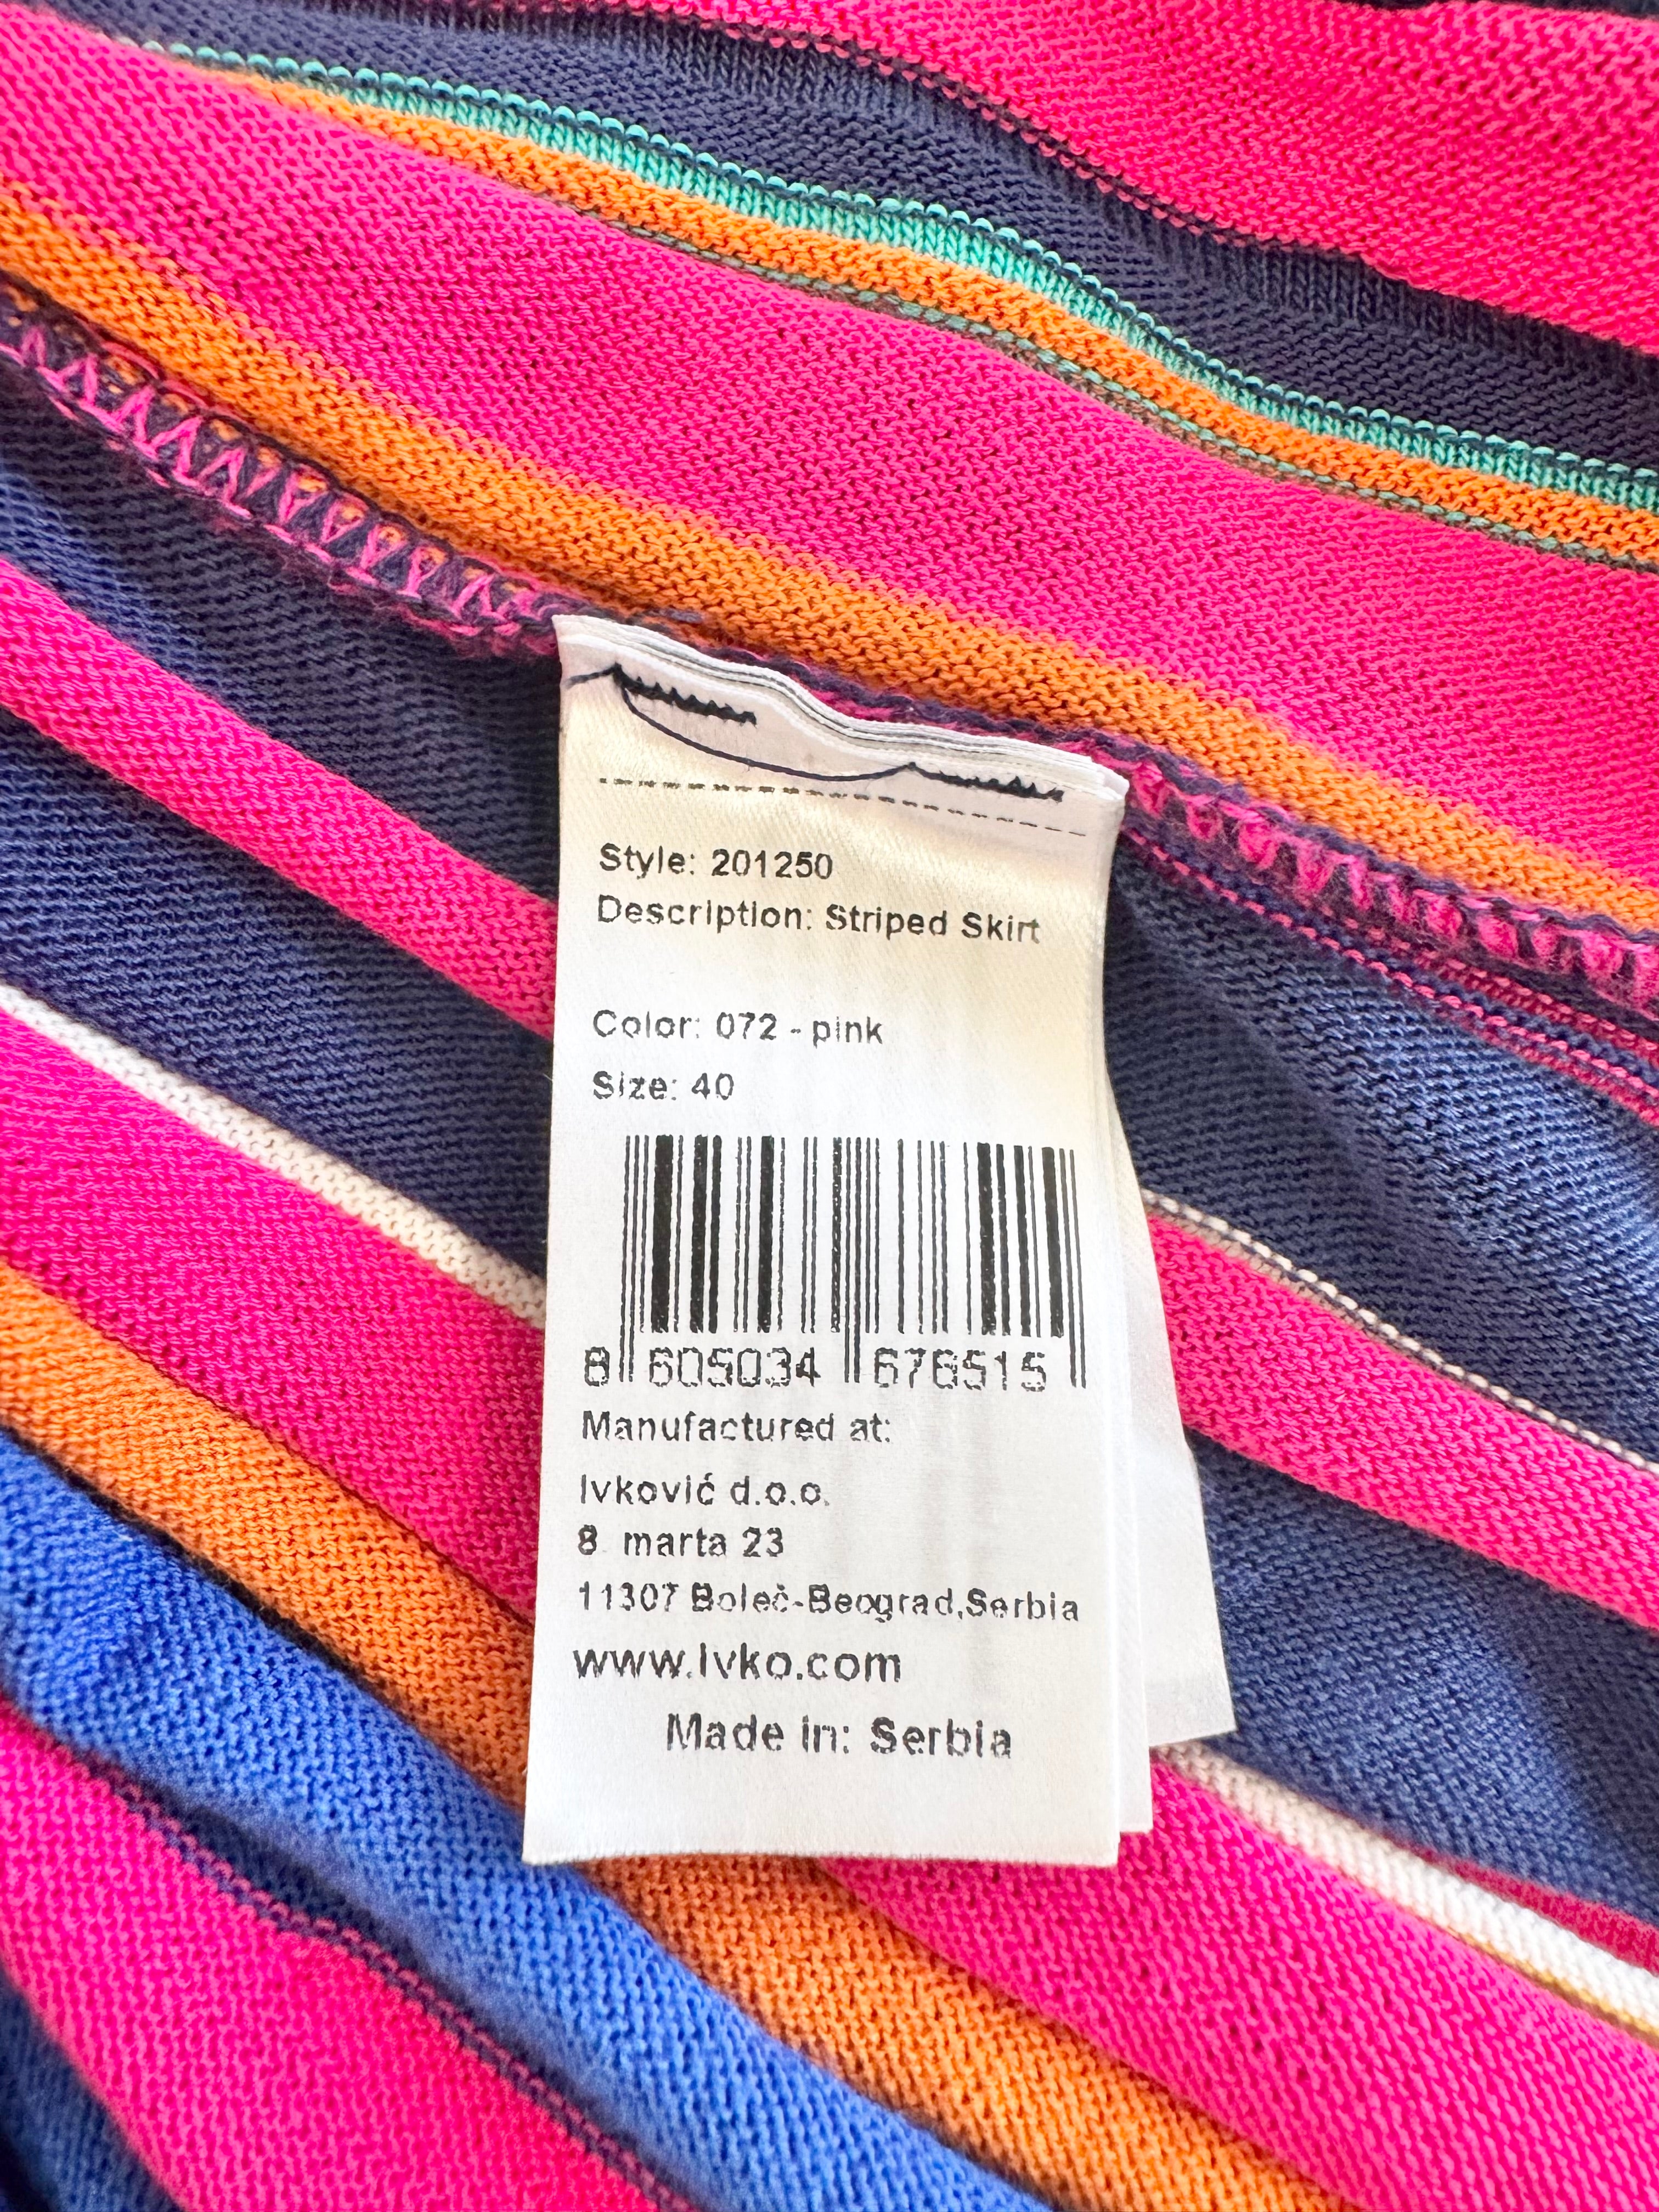 Style: 201250
Description: Striped Skirt
Color: 072 - pink
Size: 40
8 605034 676515
Manufactured at:
Ivković d.o.o.
8. marta 23
11307 Boleč-Beograd,Serbia
www.ivko.com
Made in: Serbia